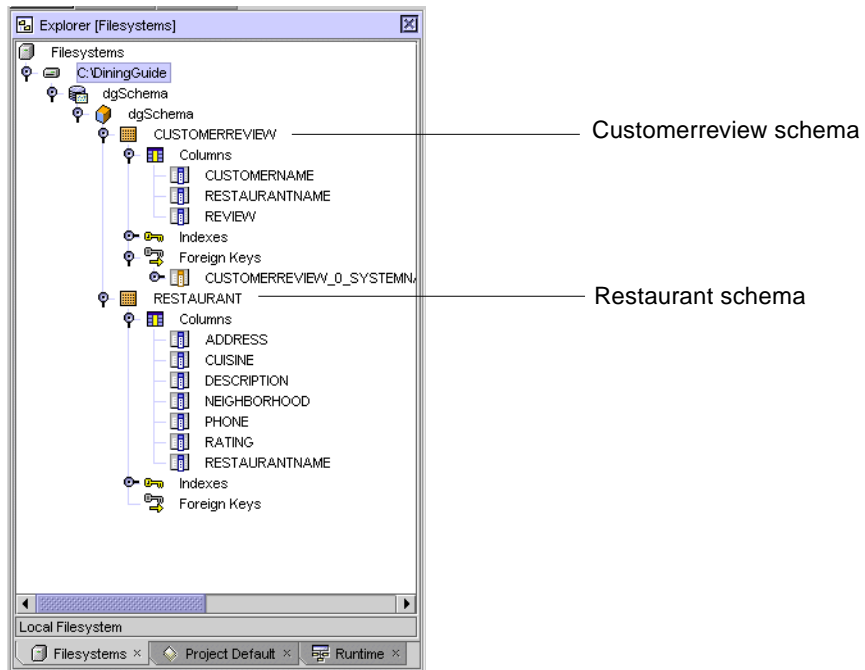 Explorer [Filesystems]
Filesystems
C:\DiningGuide
dgSchema
dgSchema
CUSTOMERREVIEW
Customerreview schema
Columns
CUSTOMERNAME
RESTAURANTNAME
REVIEW
Indexes
Foreign Keys
CUSTOMERREVIEW_0_SYSTEMN
RESTAURANT
Restaurant schema
Columns
ADDRESS
CUISINE
DESCRIPTION
NEIGHBORHOOD
PHONE
RATING
RESTAURANTNAME
Indexes
Foreign Keys
Local Filesystem
Filesystems × Project Default × Runtime ×